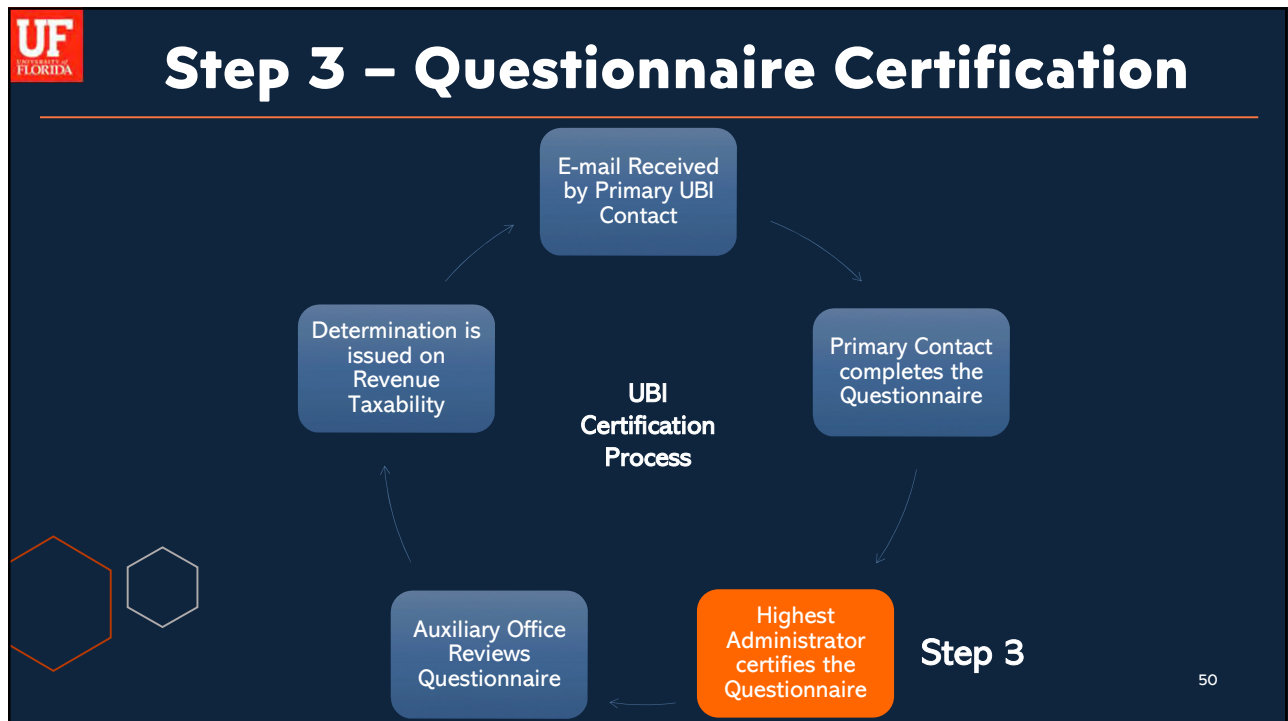 UF
UNIVERSITY of
FLORIDA
Step 3 – Questionnaire Certification
E-mail Received
by Primary UBI
Contact
Primary Contact
completes the
Questionnaire
Highest
Administrator
certifies the
Questionnaire
Step 3
Auxiliary Office
Reviews
Questionnaire
Determination is
issued on
Revenue
Taxability
UBI
Certification
Process
50